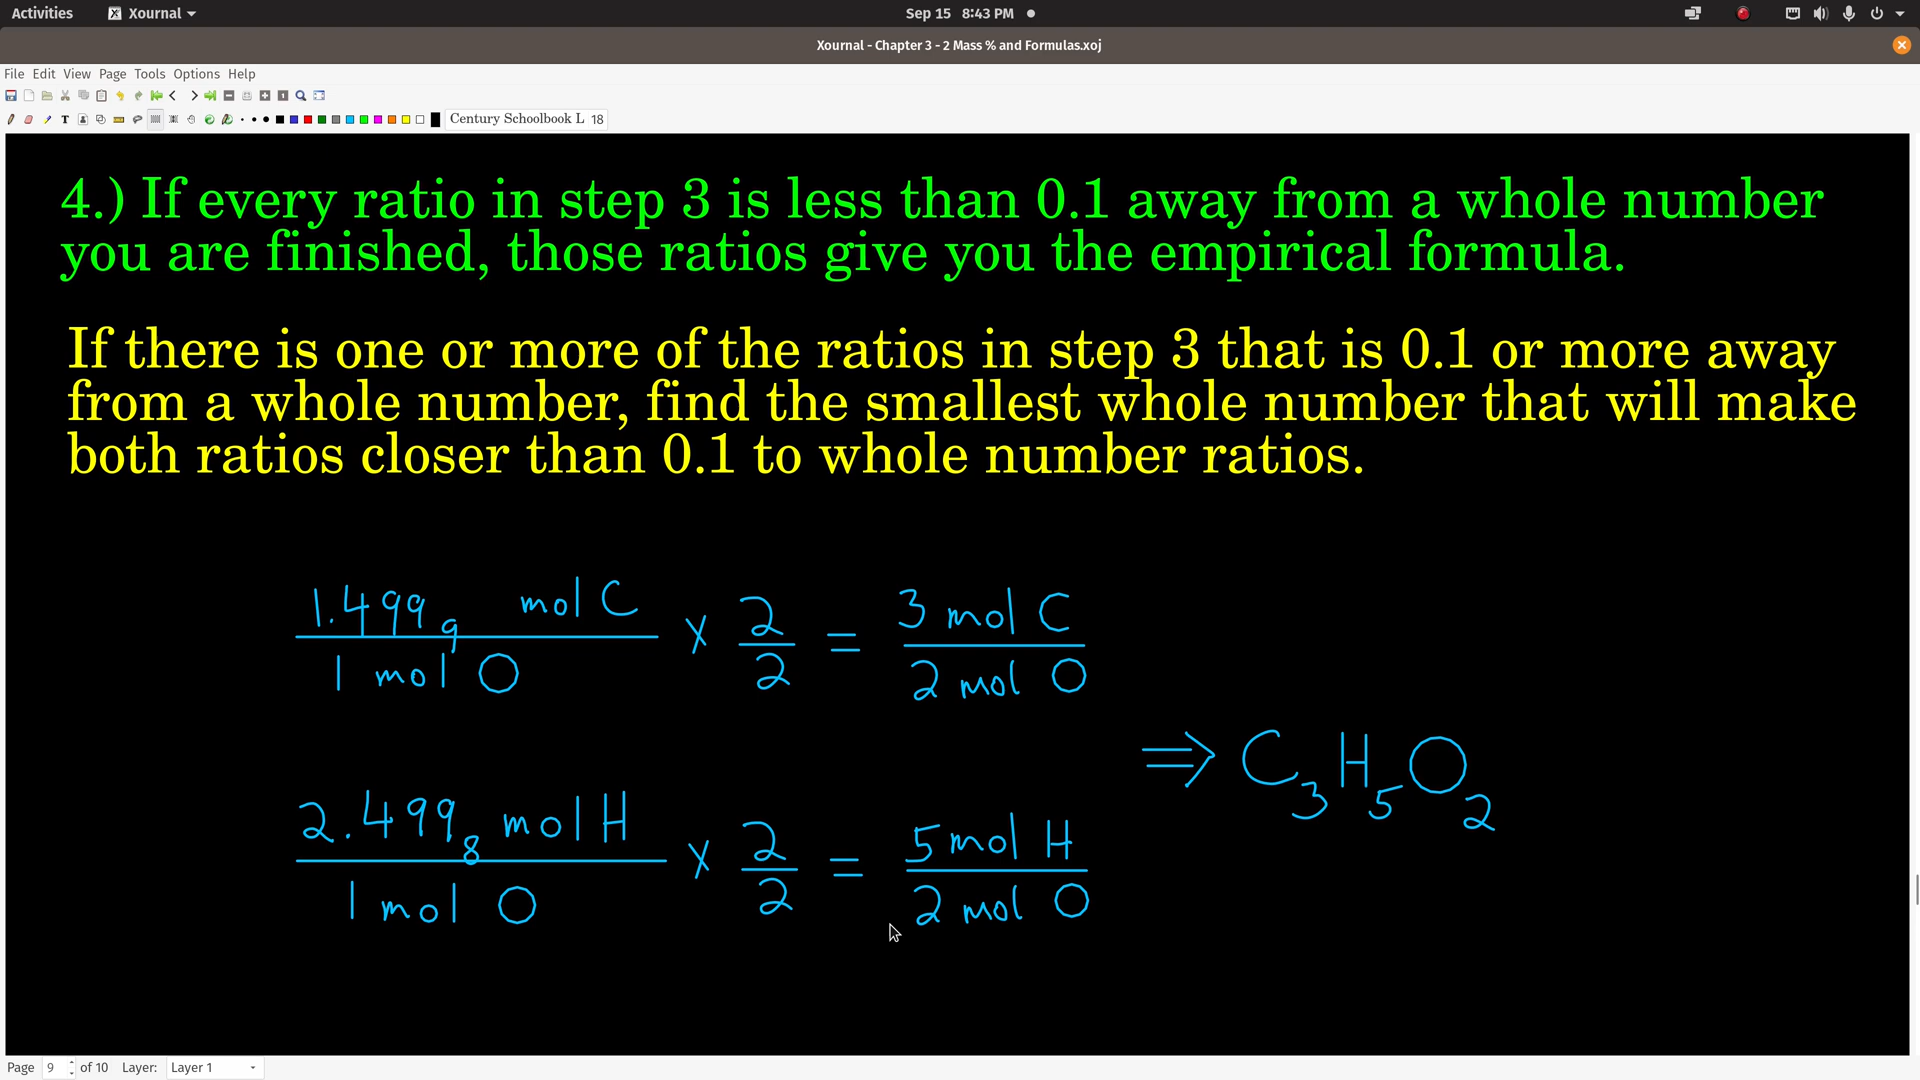 Activities Xournal Sep 15 8:43 PM
Xournal - Chapter 3 - 2 Mass % and Formulas.xoj
File Edit View Page Tools Options Help
Century Schoolbook L 18
4.) If every ratio in step 3 is less than 0.1 away from a whole number
you are finished, those ratios give you the empirical formula.
If there is one or more of the ratios in step 3 that is 0.1 or more away
from a whole number, find the smallest whole number that will make
both ratios closer than 0.1 to whole number ratios.
1.499₉ mol C × 2 = 3 mol C
1 mol O 2 2 mol O
⇒ C₃H₅O₂
2.499₈ mol H × 2 = 5 mol H
1 mol O 2 2 mol O
Page 9 of 10 Layer: Layer 1